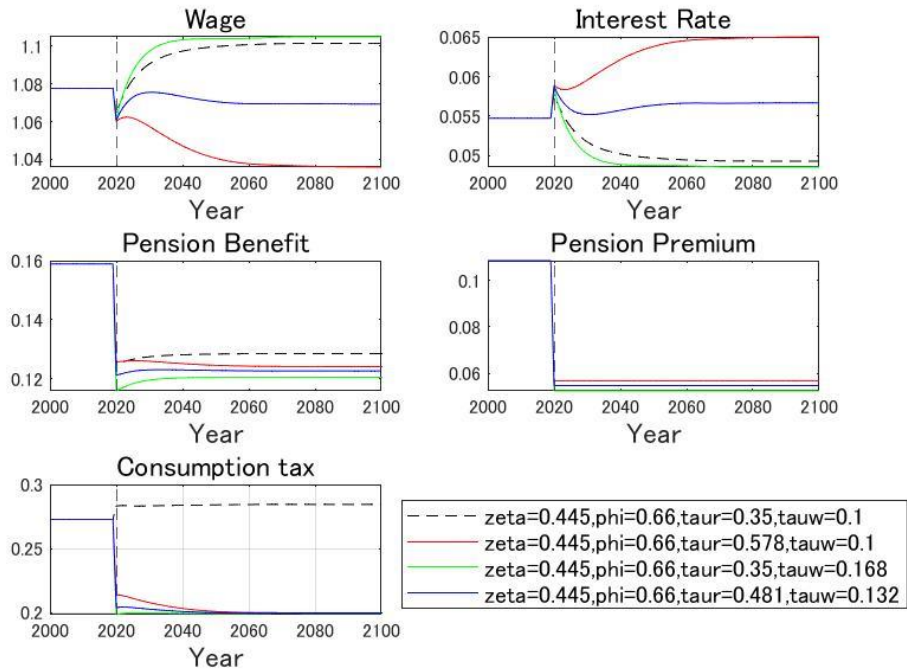 Wage
1.1
1.08
1.06
1.04
2000 2020 2040 2060 2080 2100
Year
Interest Rate
0.065
0.06
0.055
0.05
2000 2020 2040 2060 2080 2100
Year
Pension Benefit
0.16
0.14
0.12
2000 2020 2040 2060 2080 2100
Year
Pension Premium
0.1
0.08
0.06
2000 2020 2040 2060 2080 2100
Year
Consumption tax
0.3
0.25
0.2
2000 2020 2040 2060 2080 2100
Year
zeta=0.445,phi=0.66,taur=0.35,tauw=0.1
zeta=0.445,phi=0.66,taur=0.578,tauw=0.1
zeta=0.445,phi=0.66,taur=0.35,tauw=0.168
zeta=0.445,phi=0.66,taur=0.481,tauw=0.132